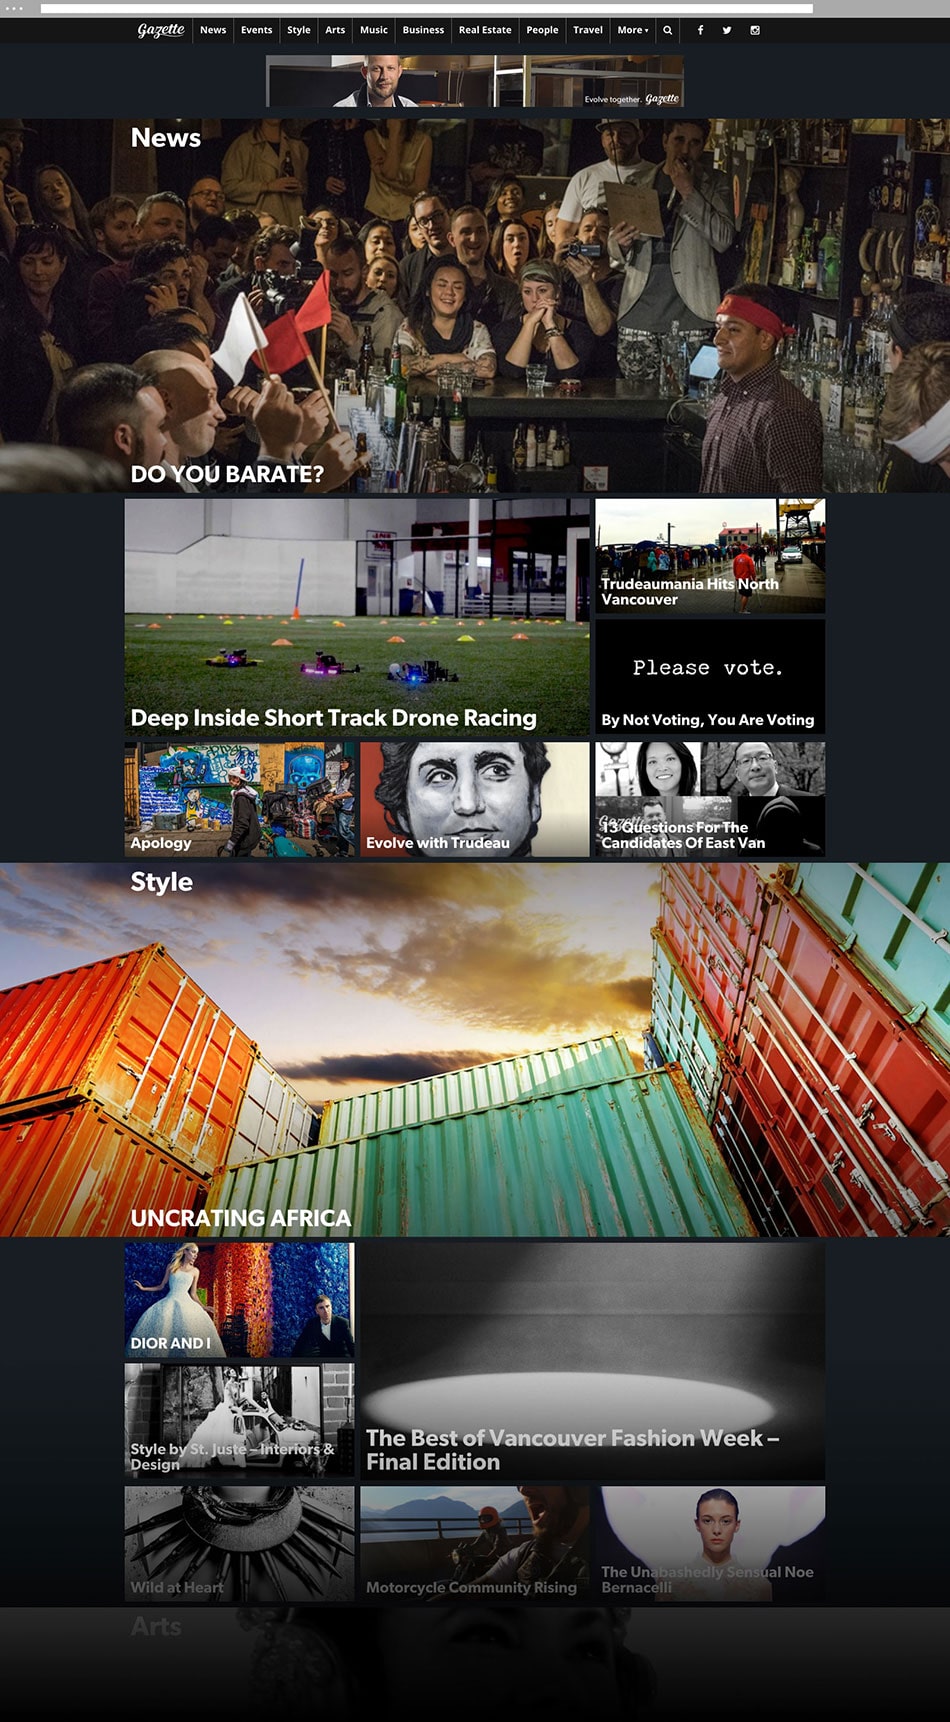 Gazette News Events Style Arts Music Business Real Estate People Travel More
Evolve together. Gazette
News
DO YOU BARATE?
Trudeaumania Hits North
Vancouver
Please vote.
By Not Voting, You Are Voting
Deep Inside Short Track Drone Racing
Apology
Evolve with Trudeau
Gazette
13 Questions For The
Candidates Of East Van
Style
UNCRATING AFRICA
DIOR AND I
Style by St. Juste – Interiors &
Design
The Best of Vancouver Fashion Week –
Final Edition
Wild at Heart
Motorcycle Community Rising
The Unabashedly Sensual Noe
Bernacelli
Arts